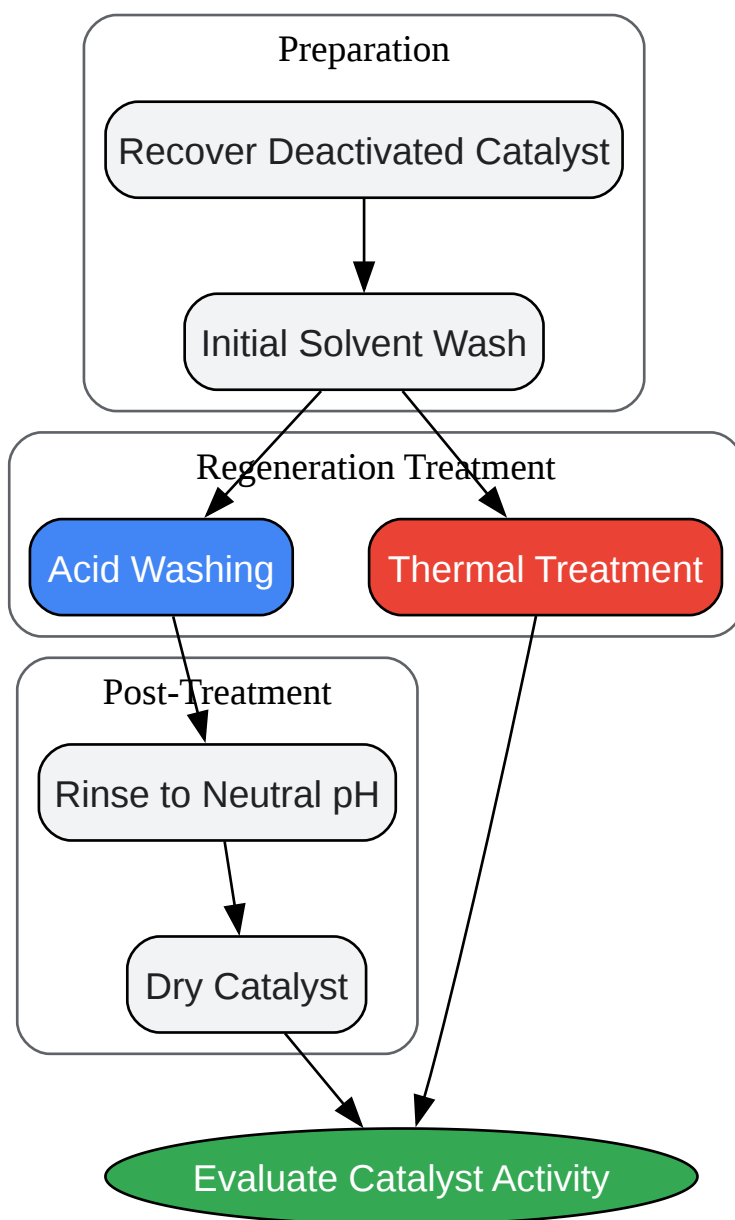 Preparation
Recover Deactivated Catalyst
Initial Solvent Wash
Regeneration Treatment
Acid Washing
Thermal Treatment
Post-Treatment
Rinse to Neutral pH
Dry Catalyst
Evaluate Catalyst Activity